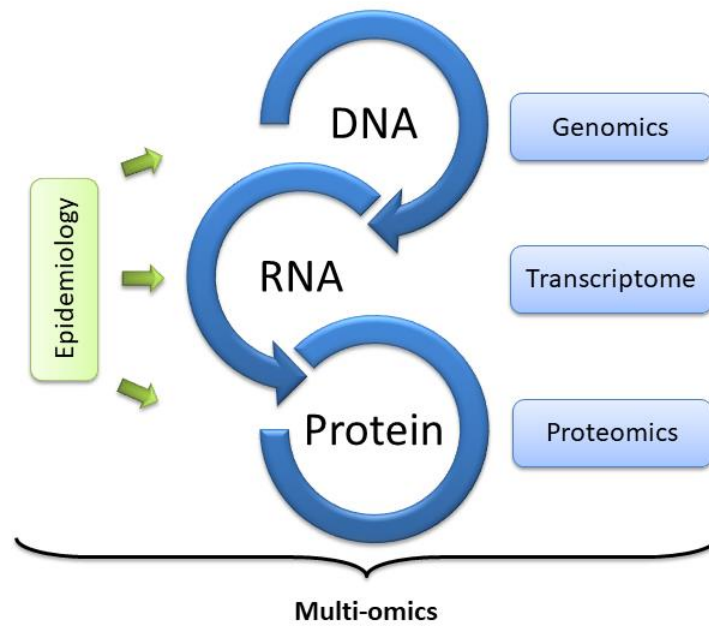 DNA
Genomics
Epidemiology
RNA
Transcriptome
Protein
Proteomics
Multi-omics